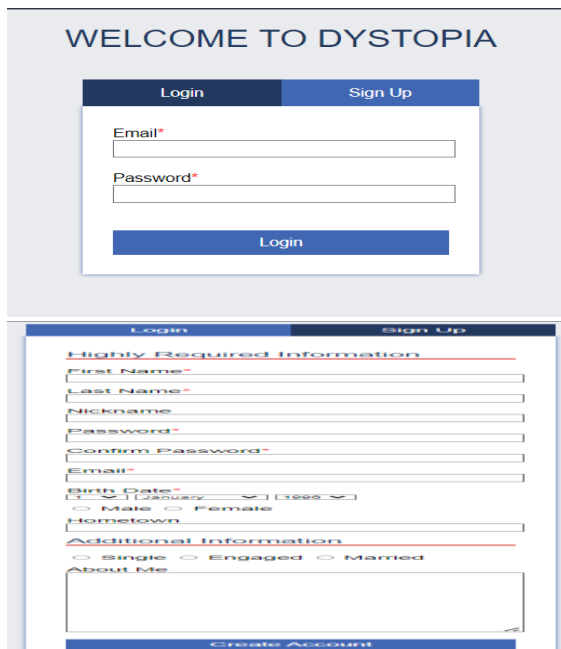 WELCOME TO DYSTOPIA
Login Sign Up
Email*
Password*
Login
Login Sign Up
Highly Required Information
First Name*
Last Name*
Nickname
Password*
Confirm Password*
Email*
Birth Date*
1 January 1996
Male Female
Hometown
Additional Information
Single Engaged Married
About Me
Create Account